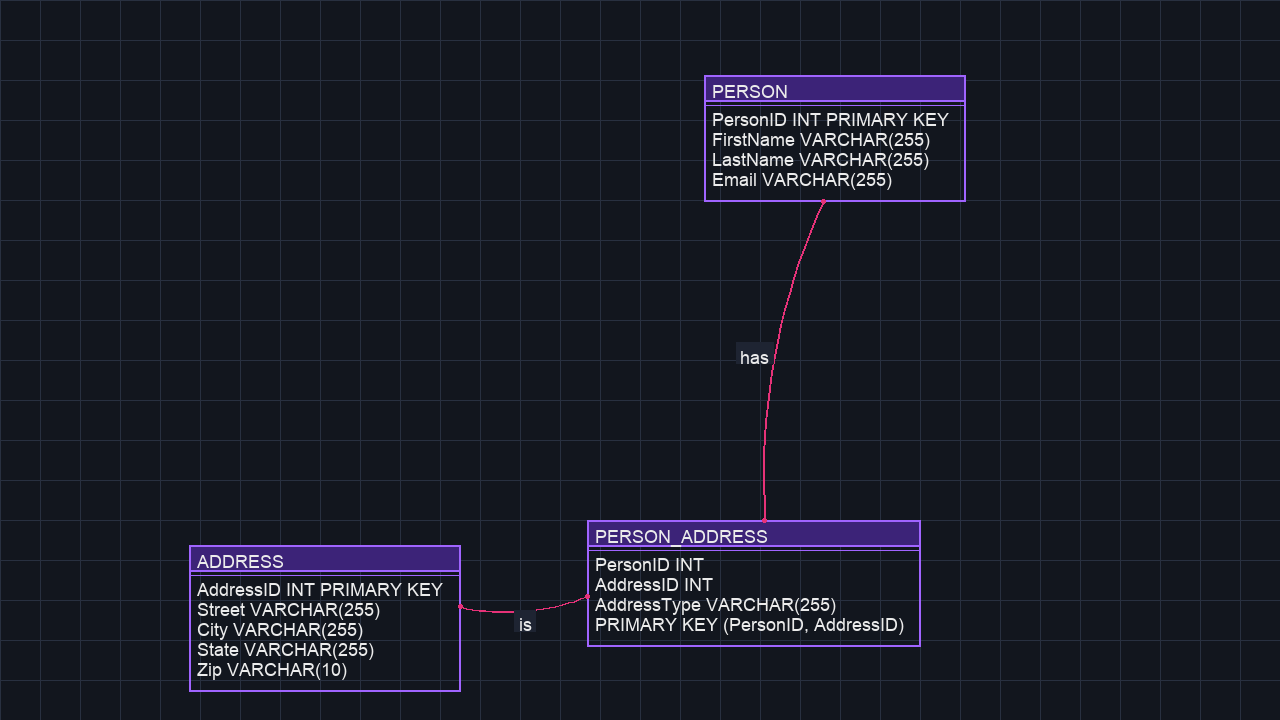 PERSON
PersonID INT PRIMARY KEY
FirstName VARCHAR(255)
LastName VARCHAR(255)
Email VARCHAR(255)
has
PERSON_ADDRESS
PersonID INT
AddressID INT
AddressType VARCHAR(255)
PRIMARY KEY (PersonID, AddressID)
ADDRESS
AddressID INT PRIMARY KEY
Street VARCHAR(255)
City VARCHAR(255)
State VARCHAR(255)
Zip VARCHAR(10)
is